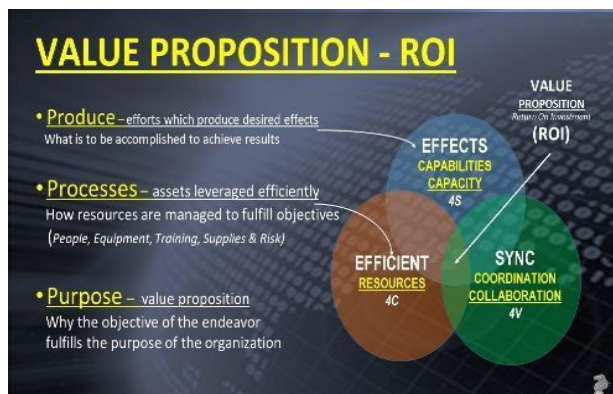 VALUE PROPOSITION - ROI
• Produce – efforts which produce desired effects
What is to be accomplished to achieve results
• Processes – assets leveraged efficiently
How resources are managed to fulfill objectives
(People, Equipment, Training, Supplies & Risk)
• Purpose – value proposition
Why the objective of the endeavor
fulfills the purpose of the organization
VALUE
PROPOSITION
Return On Investment
(ROI)
EFFECTS
CAPABILITIES
CAPACITY
4S
EFFICIENT
RESOURCES
4C
SYNC
COORDINATION
COLLABORATION
4V